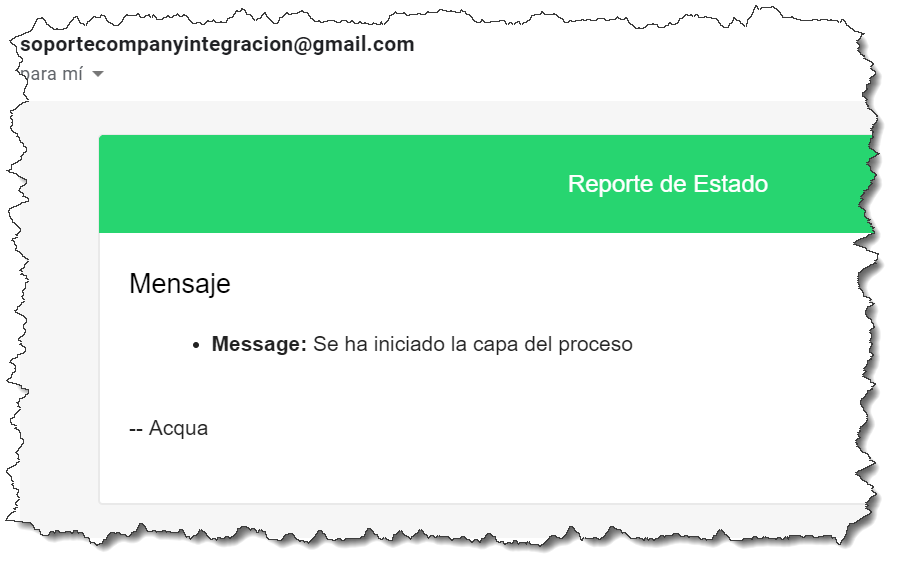 soportecompanyintegracion@gmail.com
para mí
Reporte de Estado
Mensaje
• Message: Se ha iniciado la capa del proceso
-- Acqua